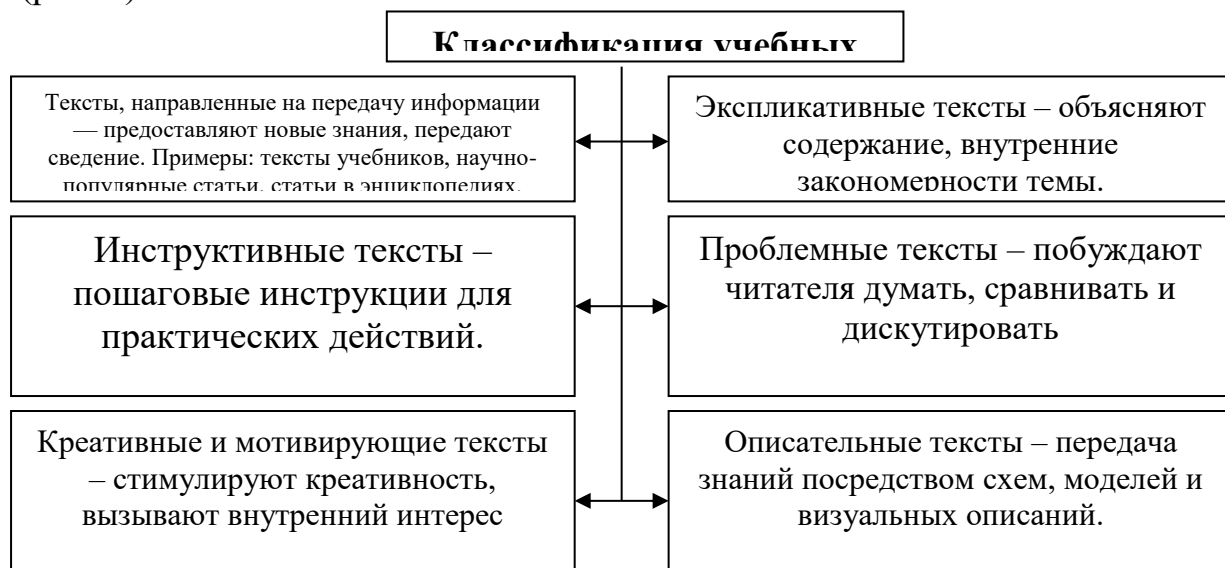 Классификация учебных
Тексты, направленные на передачу информации
— предоставляют новые знания, передают
сведение. Примеры: тексты учебников, научно-
популярные статьи, статьи в энциклопедиях.
Экспликативные тексты – объясняют
содержание, внутренние
закономерности темы.
Инструктивные тексты –
пошаговые инструкции для
практических действий.
Проблемные тексты – побуждают
читателя думать, сравнивать и
дискутировать
Креативные и мотивирующие тексты
– стимулируют креативность,
вызывают внутренний интерес
Описательные тексты – передача
знаний посредством схем, моделей и
визуальных описаний.